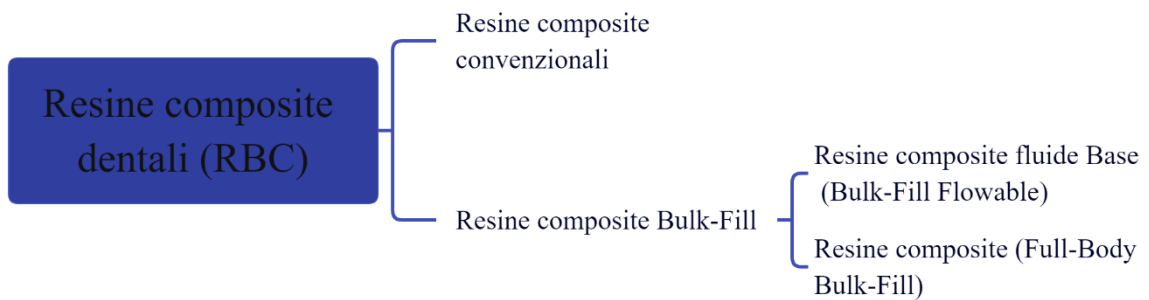 Resine composite
dentali (RBC)
Resine composite
convenzionali
Resine composite Bulk-Fill
Resine composite fluide Base
(Bulk-Fill Flowable)
Resine composite (Full-Body
Bulk-Fill)